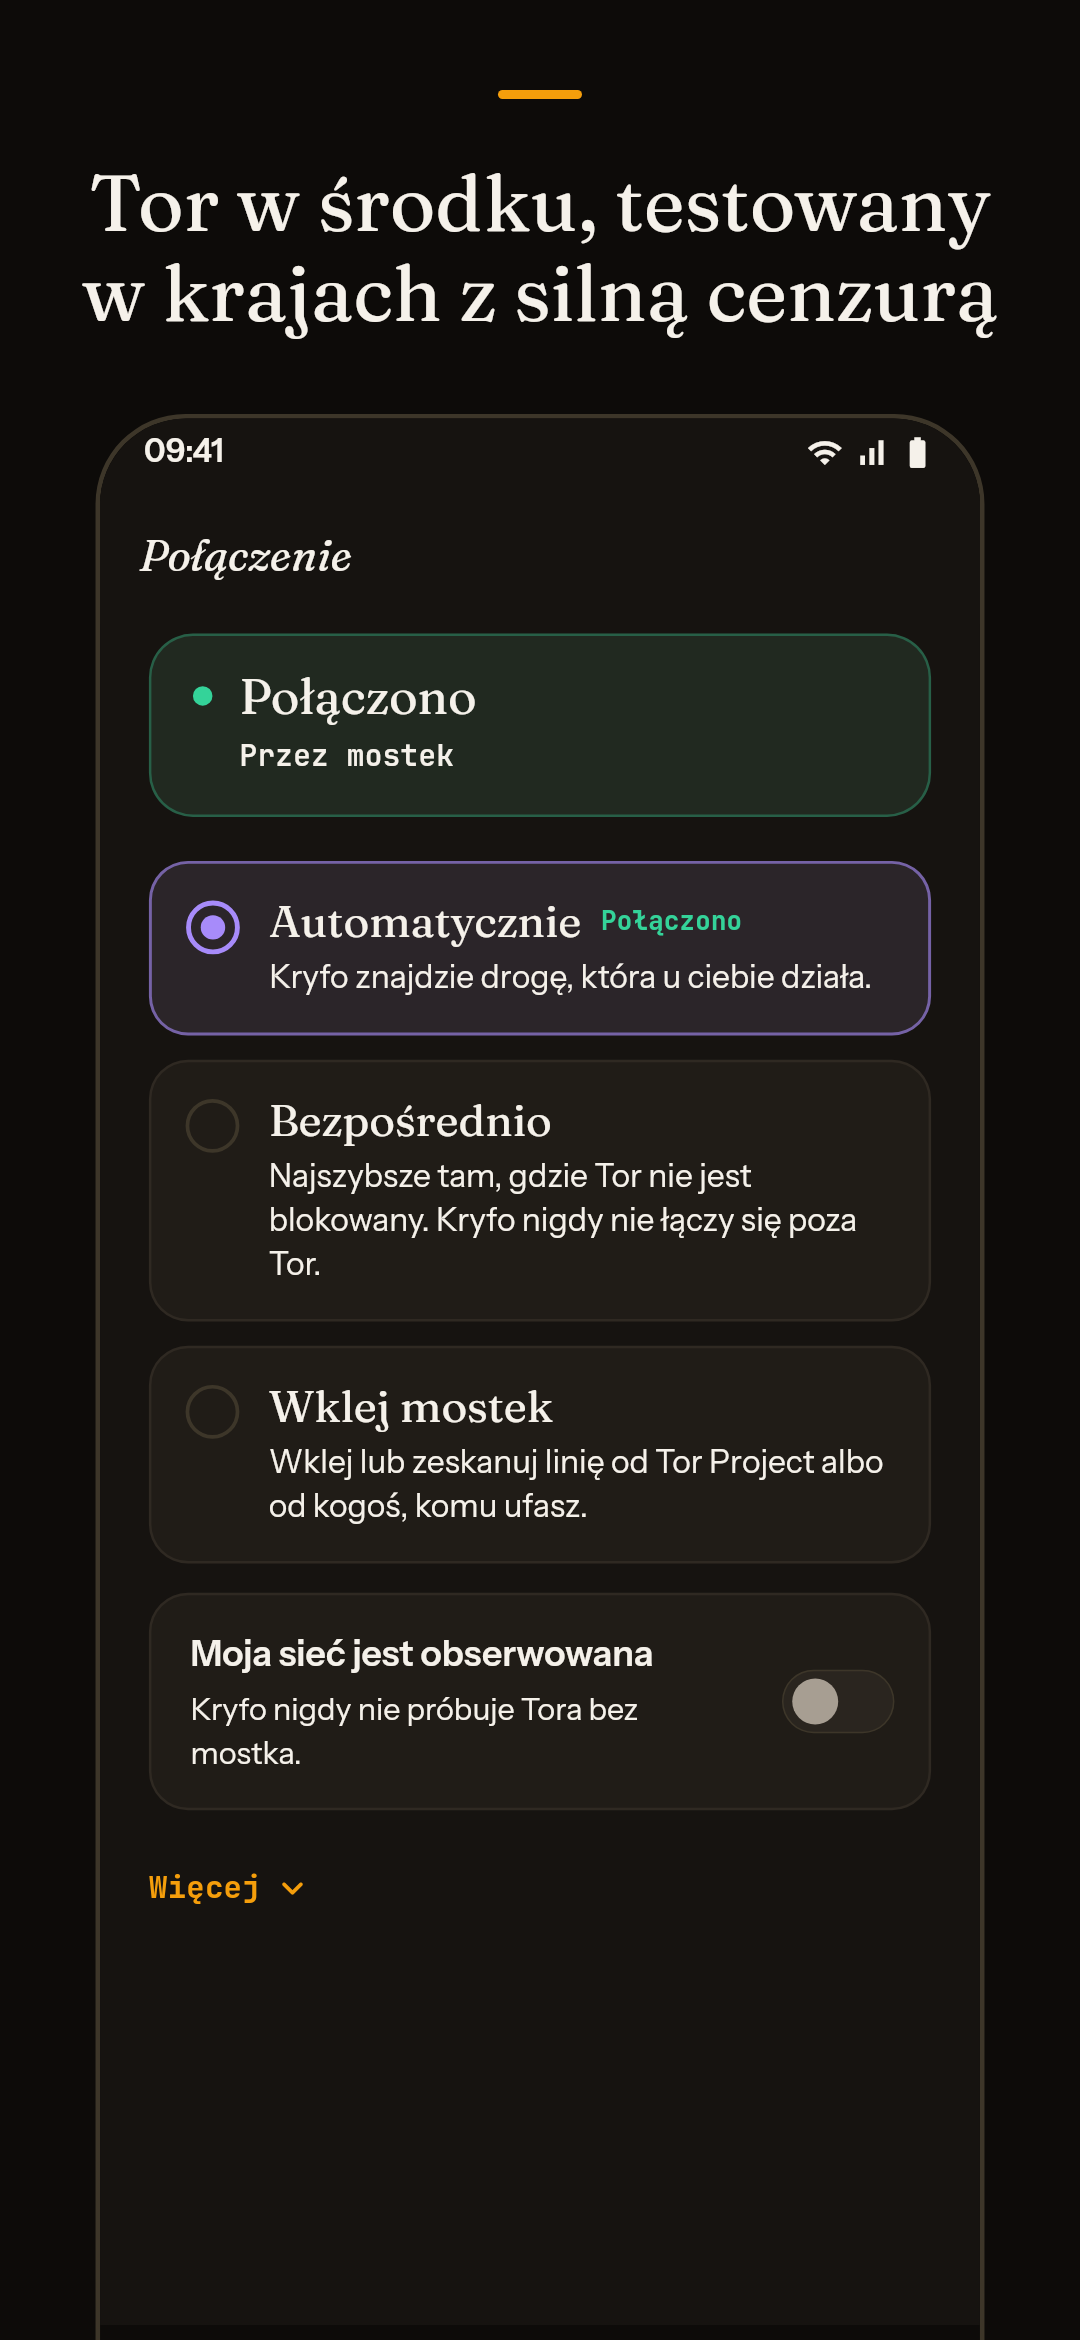 Tor w środku, testowany
w krajach z silną cenzurą
09:41
Połączenie
Połączono
Przez mostek
Automatycznie Połączono
Kryfo znajdzie drogę, która u ciebie działa.
Bezpośrednio
Najszybsze tam, gdzie Tor nie jest
blokowany. Kryfo nigdy nie łączy się poza
Tor.
Wklej mostek
Wklej lub zeskanuj linię od Tor Project albo
od kogoś, komu ufasz.
Moja sieć jest obserwowana
Kryfo nigdy nie próbuje Tora bez
mostka.
Więcej